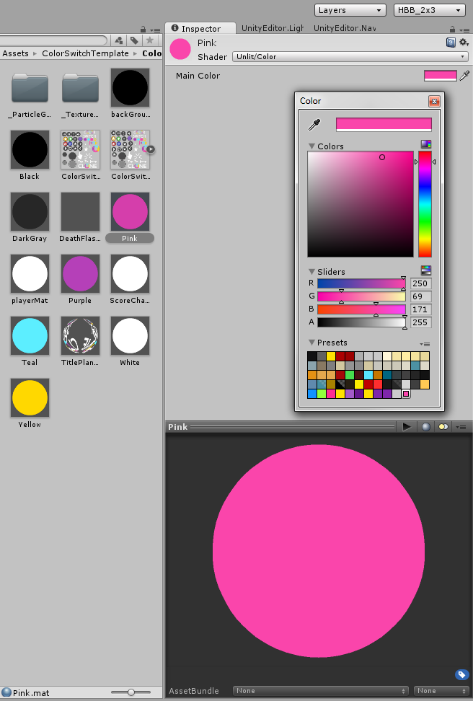 Layers
HBB_2x3
Inspector
UnityEditor.Ligh
UnityEditor.Nav
Assets ▸ ColorSwitchTemplate ▸ Colo
Pink
Shader
Unlit/Color
Main Color
Color
Colors
Sliders
R 250
G 69
B 171
A 255
Presets
_ParticleG...
_Texture...
backGrou...
Black
ColorSwit...
ColorSwit...
DarkGray
DeathFlas...
Pink
playerMat
Purple
ScoreCha...
Teal
TitlePlan...
White
Yellow
Pink
AssetBundle
None
None
Pink.mat